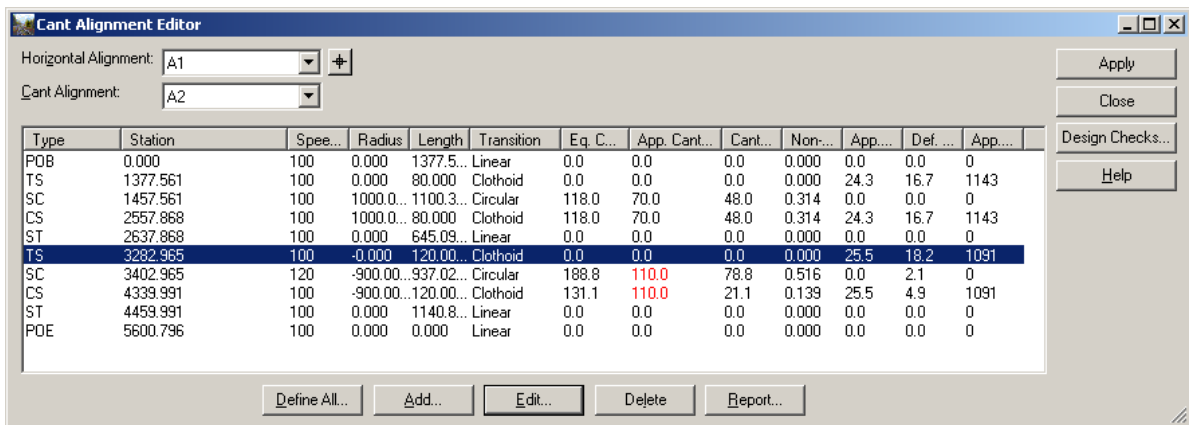 Cant Alignment Editor
Horizontal Alignment: A1
Apply
Cant Alignment: A2
Close
Type Station Spee... Radius Length Transition Eq. C... App. Cant... Cant... Non-... App.... Def. ... App....
Design Checks...
POB 0.000 100 0.000 1377.5... Linear 0.0 0.0 0.0 0.000 0.0 0.0 0
TS 1377.561 100 0.000 80.000 Clothoid 0.0 0.0 0.0 0.000 24.3 16.7 1143
Help
SC 1457.561 100 1000.0... 1100.3... Circular 118.0 70.0 48.0 0.314 0.0 0.0 0
CS 2557.868 100 1000.0... 80.000 Clothoid 118.0 70.0 48.0 0.314 24.3 16.7 1143
ST 2637.868 100 0.000 645.09... Linear 0.0 0.0 0.0 0.000 0.0 0.0 0
TS 3282.965 100 -0.000 120.00... Clothoid 0.0 0.0 0.0 0.000 25.5 18.2 1091
SC 3402.965 120 -900.00... 937.02... Circular 188.8 110.0 78.8 0.516 0.0 2.1 0
CS 4339.991 100 -900.00... 120.00... Clothoid 131.1 110.0 21.1 0.139 25.5 4.9 1091
ST 4459.991 100 0.000 1140.8... Linear 0.0 0.0 0.0 0.000 0.0 0.0 0
POE 5600.796 100 0.000 0.000 Linear 0.0 0.0 0.0 0.000 0.0 0.0 0
Define All... Add... Edit... Delete Report...